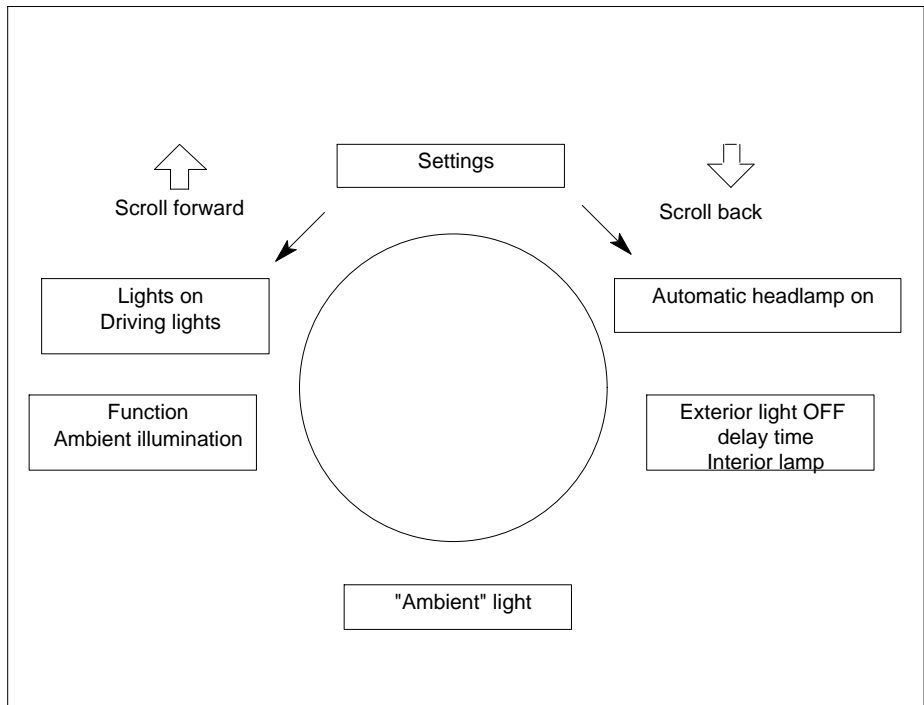 Settings
Scroll forward
Scroll back
Lights on
Driving lights
Automatic headlamp on
Function
Ambient illumination
Exterior light OFF
delay time
Interior lamp
"Ambient" light